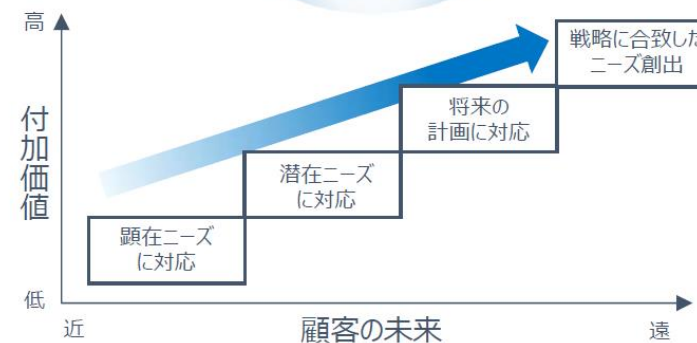 高
戦略に合致した
ニーズ創出
将来の
計画に対応
付加価値
潜在ニーズ
に対応
顕在ニーズ
に対応
低
近
顧客の未来
遠